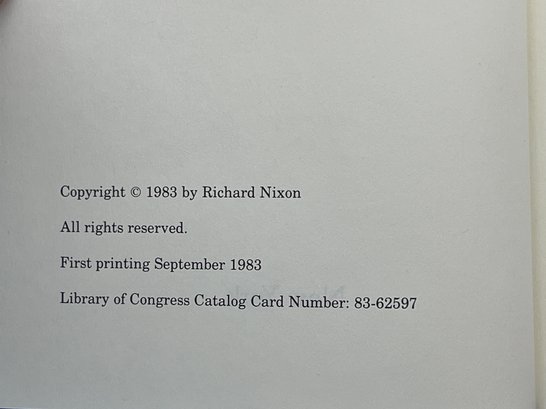 Copyright © 1983 by Richard Nixon
All rights reserved.
First printing September 1983
Library of Congress Catalog Card Number: 83-62597